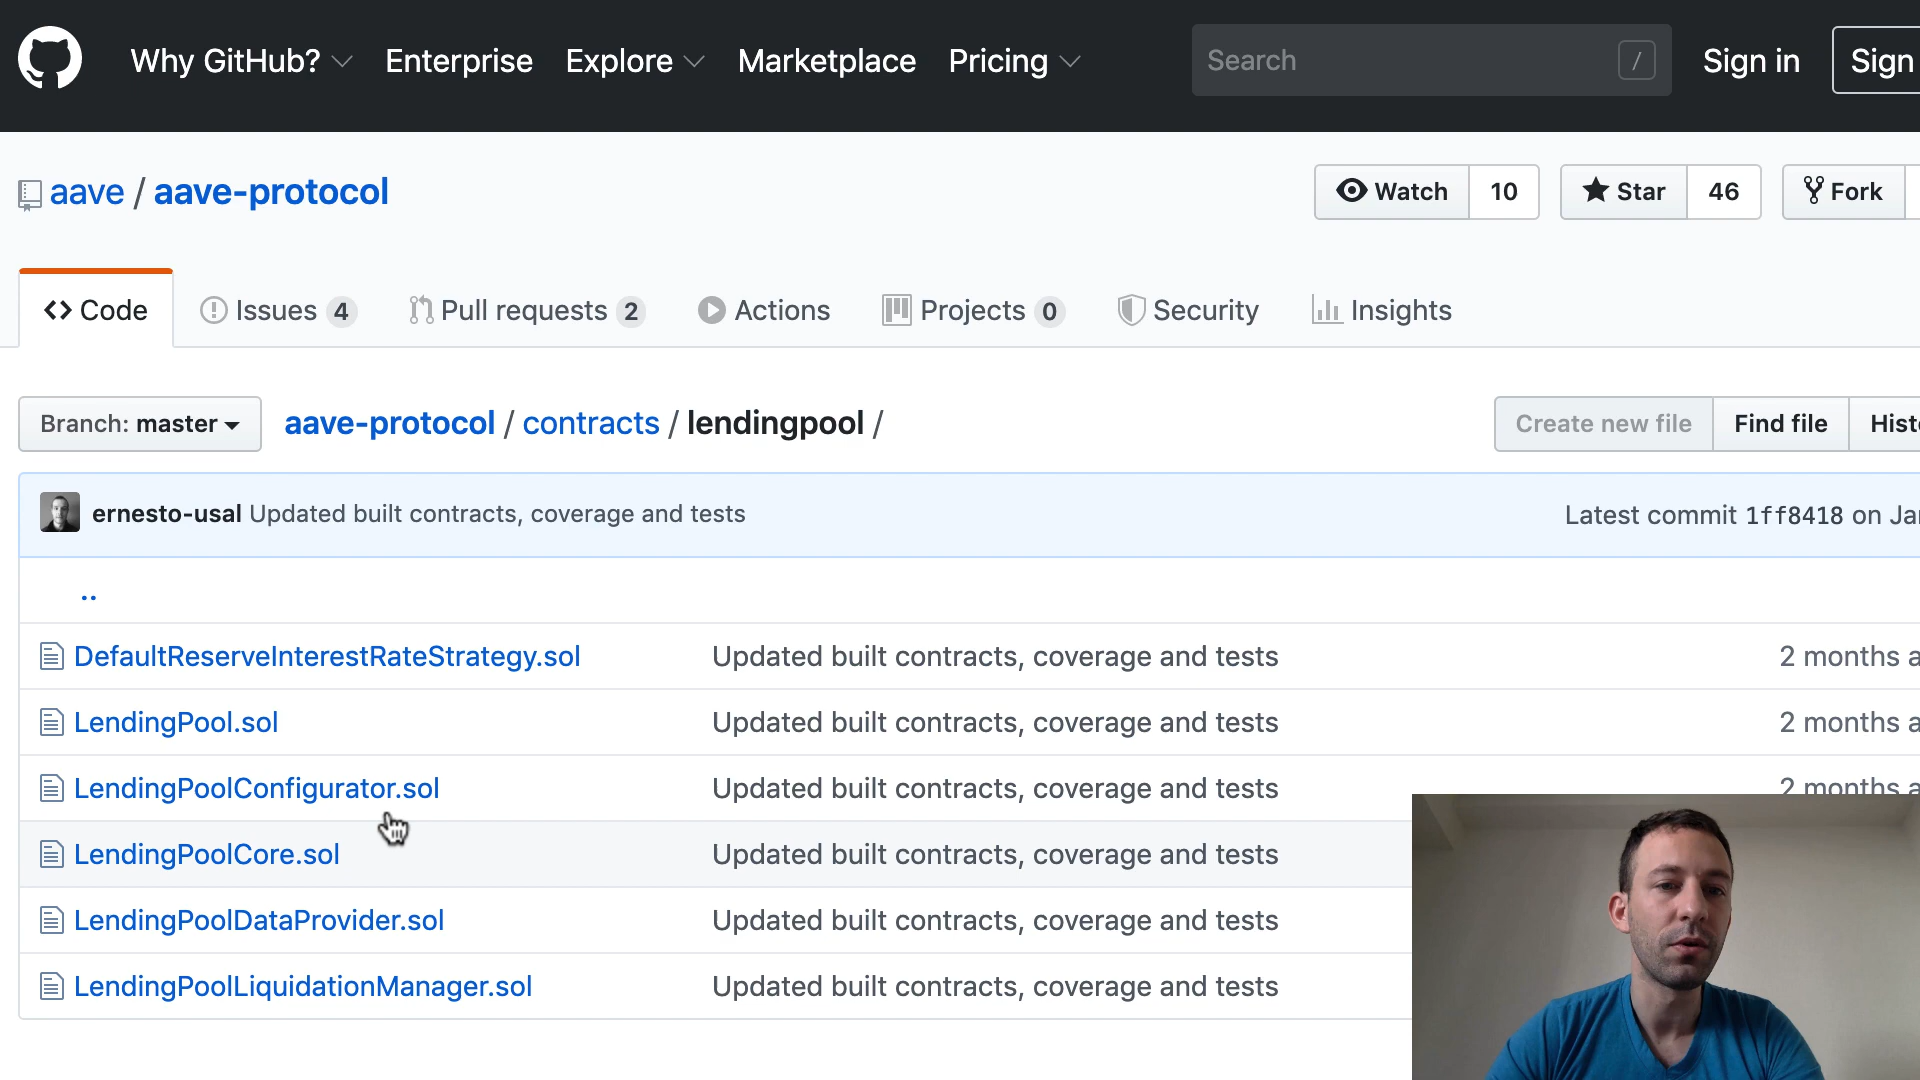 Why GitHub? Enterprise Explore Marketplace Pricing Search / Sign in Sign
aave / aave-protocol Watch 10 Star 46 Fork
Code Issues 4 Pull requests 2 Actions Projects 0 Security Insights
Branch: master aave-protocol / contracts / lendingpool / Create new file Find file Histo
ernesto-usal Updated built contracts, coverage and tests Latest commit 1ff8418 on Jan
..
DefaultReserveInterestRateStrategy.sol Updated built contracts, coverage and tests 2 months a
LendingPool.sol Updated built contracts, coverage and tests 2 months a
LendingPoolConfigurator.sol Updated built contracts, coverage and tests 2 months a
LendingPoolCore.sol Updated built contracts, coverage and tests
LendingPoolDataProvider.sol Updated built contracts, coverage and tests
LendingPoolLiquidationManager.sol Updated built contracts, coverage and tests